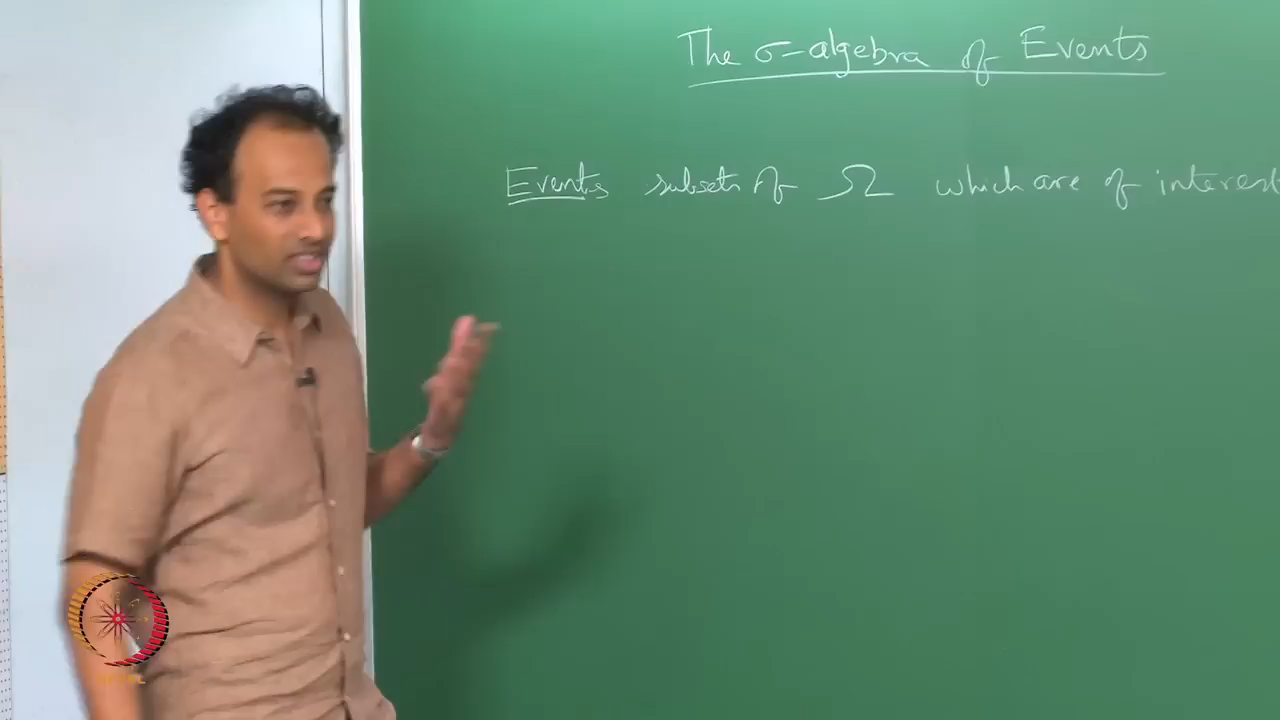 The σ-algebra of Events
Events subsets of Ω which are of interest